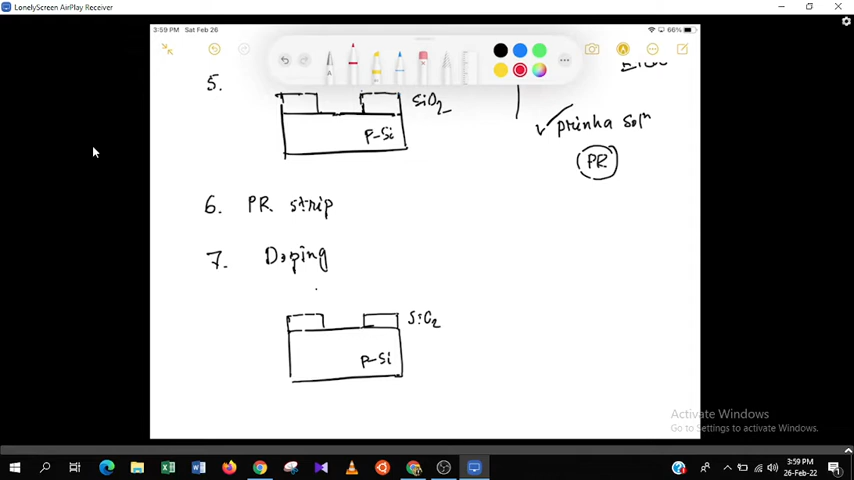 LonelyScreen AirPlay Receiver
3:59 PM Sat Feb 26
66%
5.
SiO2
p-Si
prinha soln
PR
6. PR strip
7. Doping
SiO2
p-Si
Activate Windows
Go to Settings to activate Windows.
3:59 PM
26-Feb-22